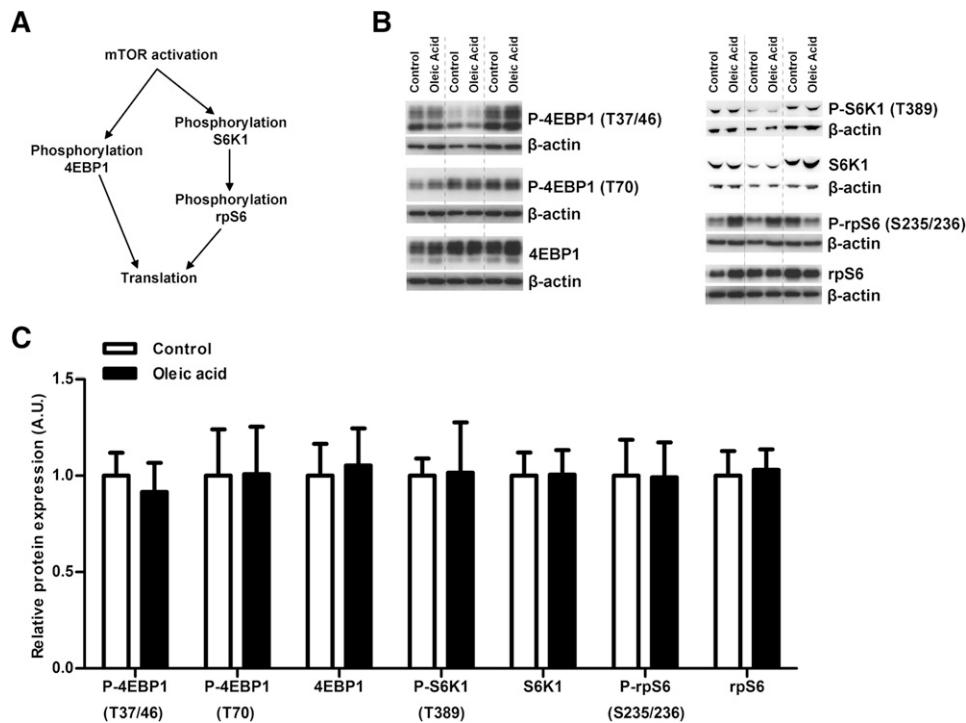 A
mTOR activation
Phosphorylation
S6K1
Phosphorylation
4EBP1
Phosphorylation
rpS6
Translation
B
Control
Oleic Acid
Control
Oleic Acid
Control
Oleic Acid
P-4EBP1 (T37/46)
β-actin
P-4EBP1 (T70)
β-actin
4EBP1
β-actin
Control
Oleic Acid
Control
Oleic Acid
Control
Oleic Acid
P-S6K1 (T389)
β-actin
S6K1
β-actin
P-rpS6 (S235/236)
β-actin
rpS6
β-actin
C
Control
Oleic acid
Relative protein expression (A.U.)
1.5
1.0
0.5
0.0
P-4EBP1 P-4EBP1 4EBP1 P-S6K1 S6K1 P-rpS6 rpS6
(T37/46) (T70) (T389) (S235/236)